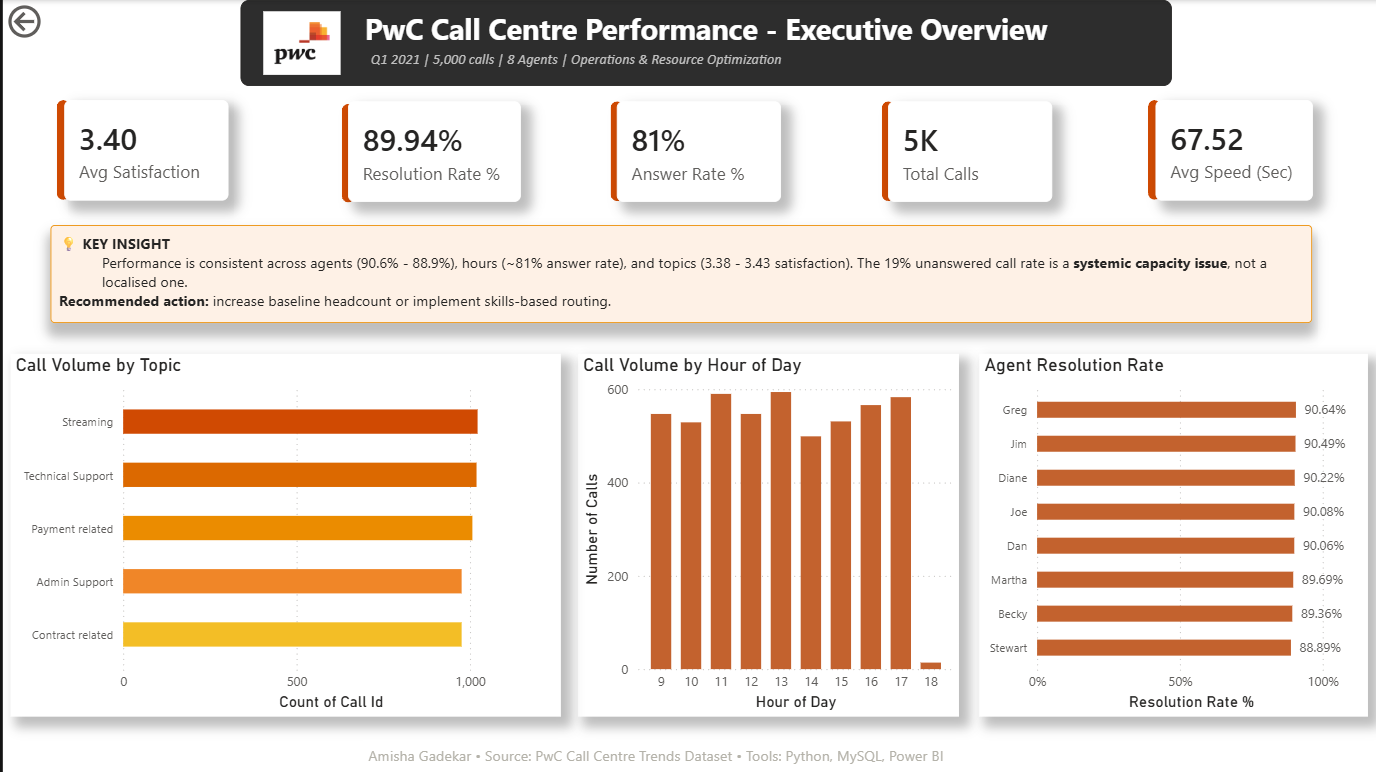 pwc
PwC Call Centre Performance - Executive Overview
Q1 2021 | 5,000 calls | 8 Agents | Operations & Resource Optimization
3.40
Avg Satisfaction
89.94%
Resolution Rate %
81%
Answer Rate %
5K
Total Calls
67.52
Avg Speed (Sec)
KEY INSIGHT
Performance is consistent across agents (90.6% - 88.9%), hours (~81% answer rate), and topics (3.38 - 3.43 satisfaction). The 19% unanswered call rate is a systemic capacity issue, not a
localised one.
Recommended action: increase baseline headcount or implement skills-based routing.
Call Volume by Topic
Streaming
Technical Support
Payment related
Admin Support
Contract related
0 500 1,000
Count of Call Id
Call Volume by Hour of Day
Number of Calls
600
400
200
0
9 10 11 12 13 14 15 16 17 18
Hour of Day
Agent Resolution Rate
Greg 90.64%
Jim 90.49%
Diane 90.22%
Joe 90.08%
Dan 90.06%
Martha 89.69%
Becky 89.36%
Stewart 88.89%
0% 50% 100%
Resolution Rate %
Amisha Gadekar • Source: PwC Call Centre Trends Dataset • Tools: Python, MySQL, Power BI